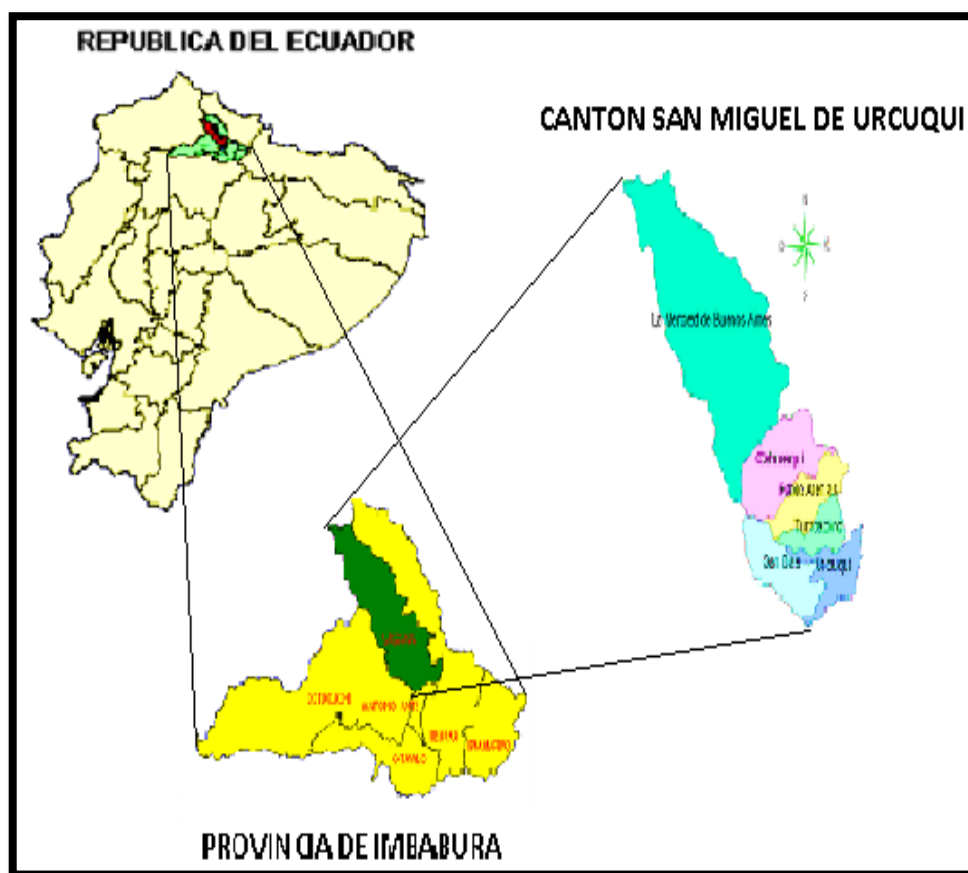 REPUBLICA DEL ECUADOR
CANTON SAN MIGUEL DE URCUQUI
N
La Merced de Buenos Aires
Cahuasqui
Pablo Arenas
Tumbabiro
San Blas Urcuqui
COTACACHI
ANTONIO ANTE
IBARRA
OTAVALO
PROVINCIA DE IMBABURA